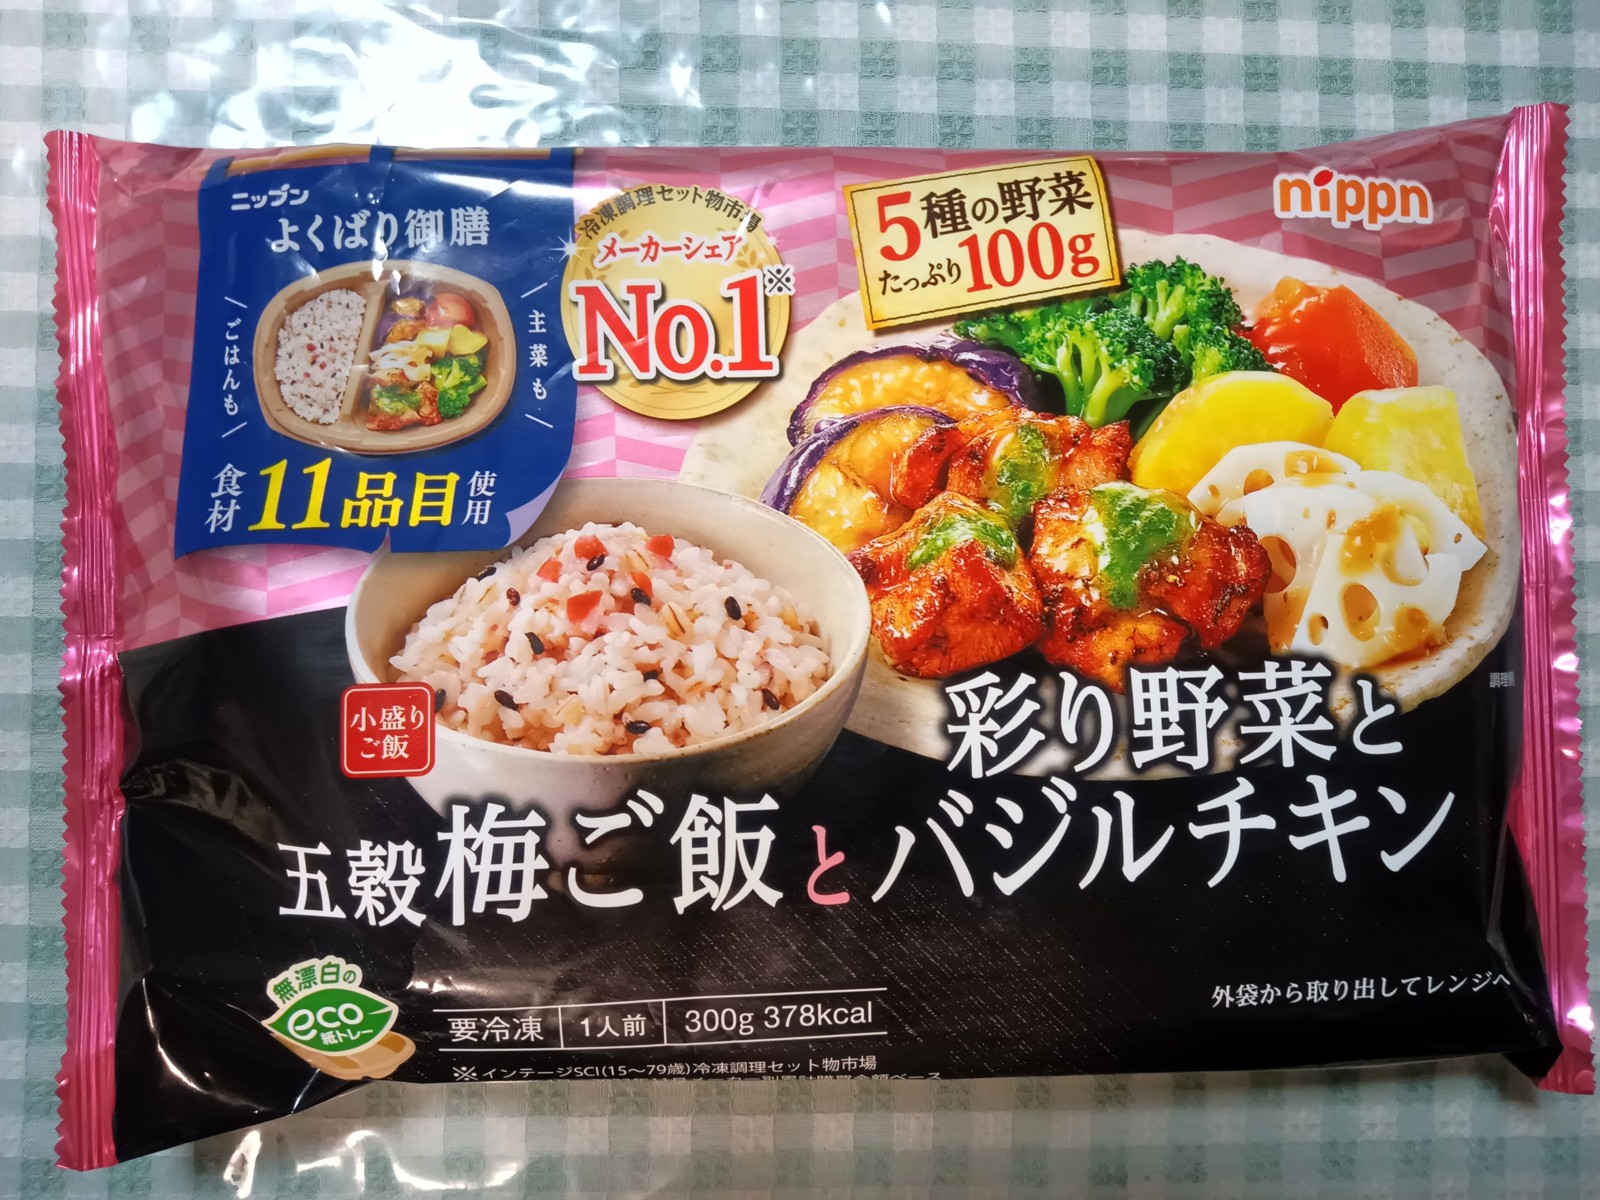 ニップン
よくばり御膳
ごはんも
主菜も
食材11品目使用
冷凍調理セット物市場
メーカーシェア
No.1※
5種の野菜
たっぷり100g
nippn
調理例
小盛り
ご飯
彩り野菜と
五穀梅ご飯とバジルチキン
無漂白の
eco
紙トレー
要冷凍 1人前 300g 378kcal
外袋から取り出してレンジへ
※インテージSCI(15～79歳)冷凍調理セット物市場